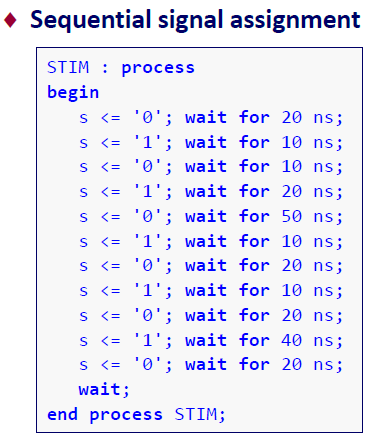 ♦ Sequential signal assignment
STIM : process
begin
s <= '0'; wait for 20 ns;
s <= '1'; wait for 10 ns;
s <= '0'; wait for 10 ns;
s <= '1'; wait for 20 ns;
s <= '0'; wait for 50 ns;
s <= '1'; wait for 10 ns;
s <= '0'; wait for 20 ns;
s <= '1'; wait for 10 ns;
s <= '0'; wait for 20 ns;
s <= '1'; wait for 40 ns;
s <= '0'; wait for 20 ns;
wait;
end process STIM;